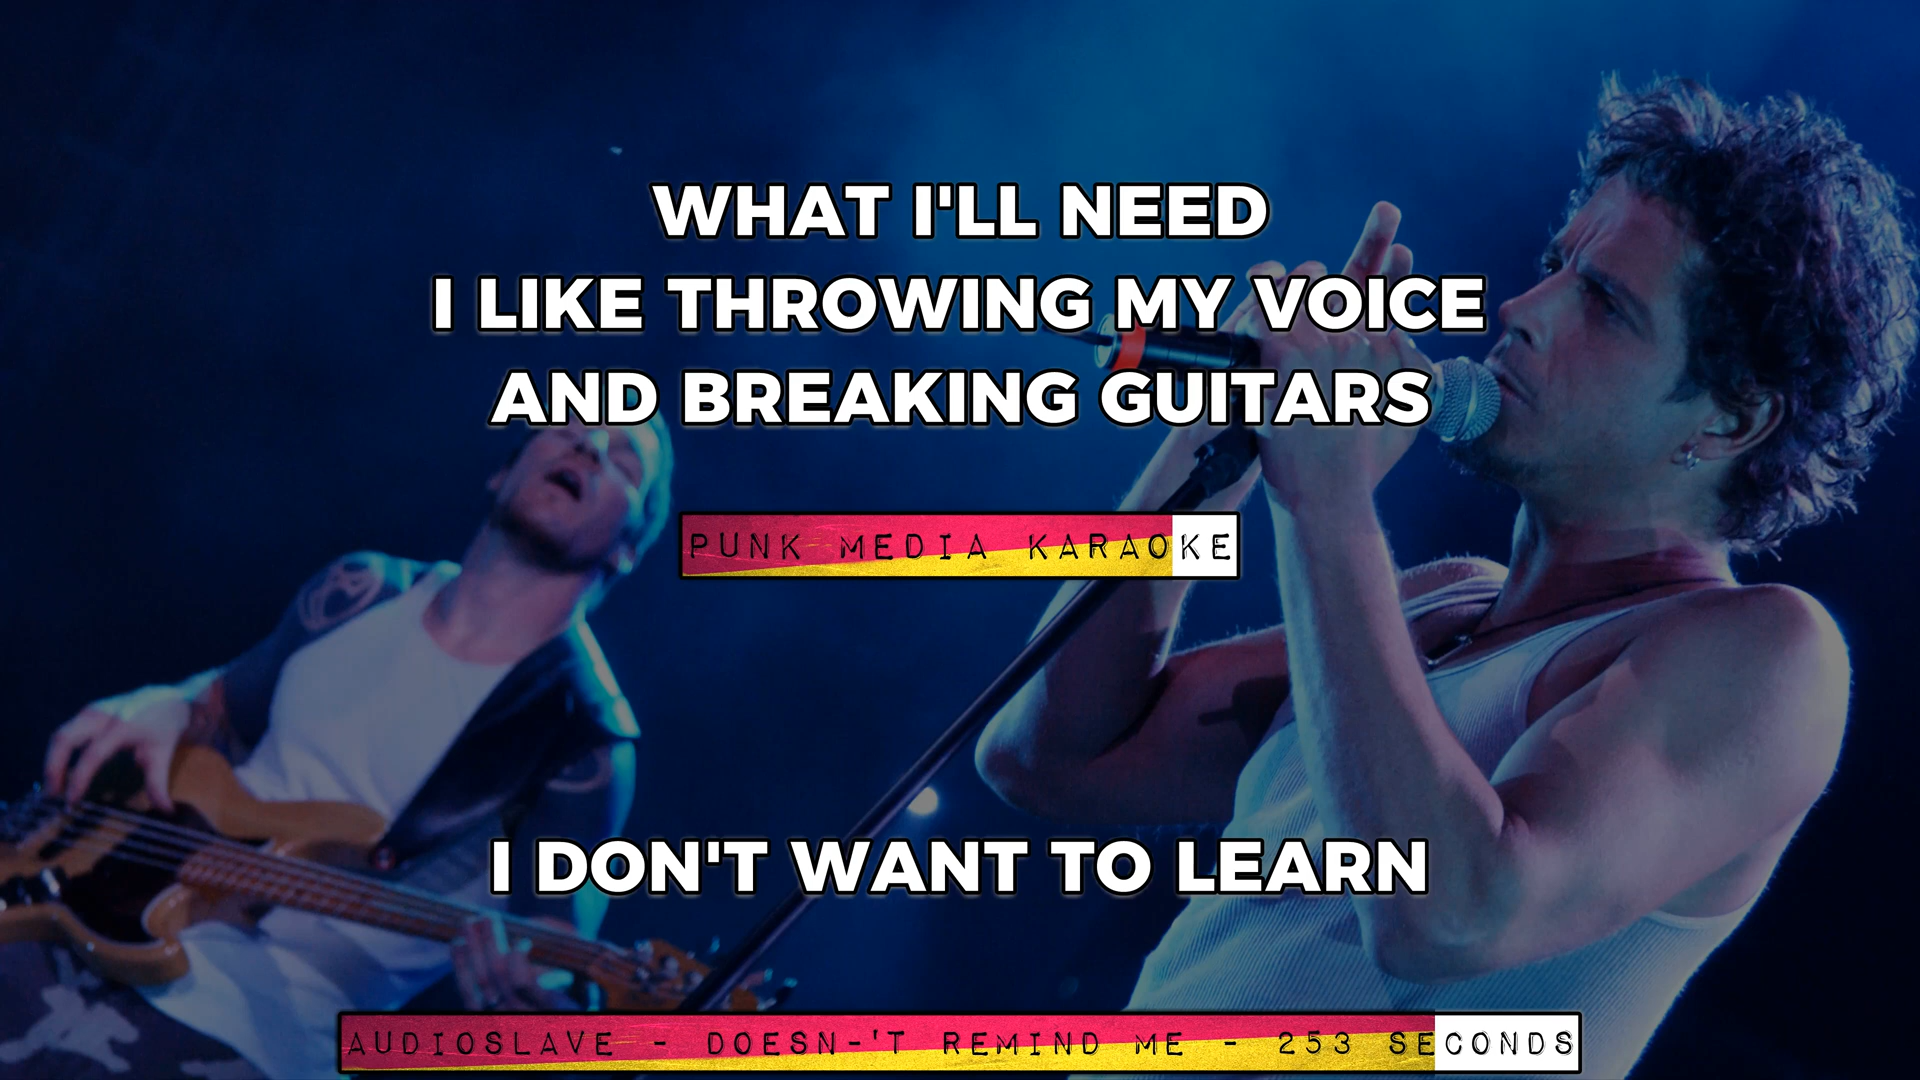 WHAT I'LL NEED
I LIKE THROWING MY VOICE
AND BREAKING GUITARS
PUNK MEDIA KARAOKE
I DON'T WANT TO LEARN
AUDIOSLAVE - DOESN-'T REMIND ME - 253 SECONDS